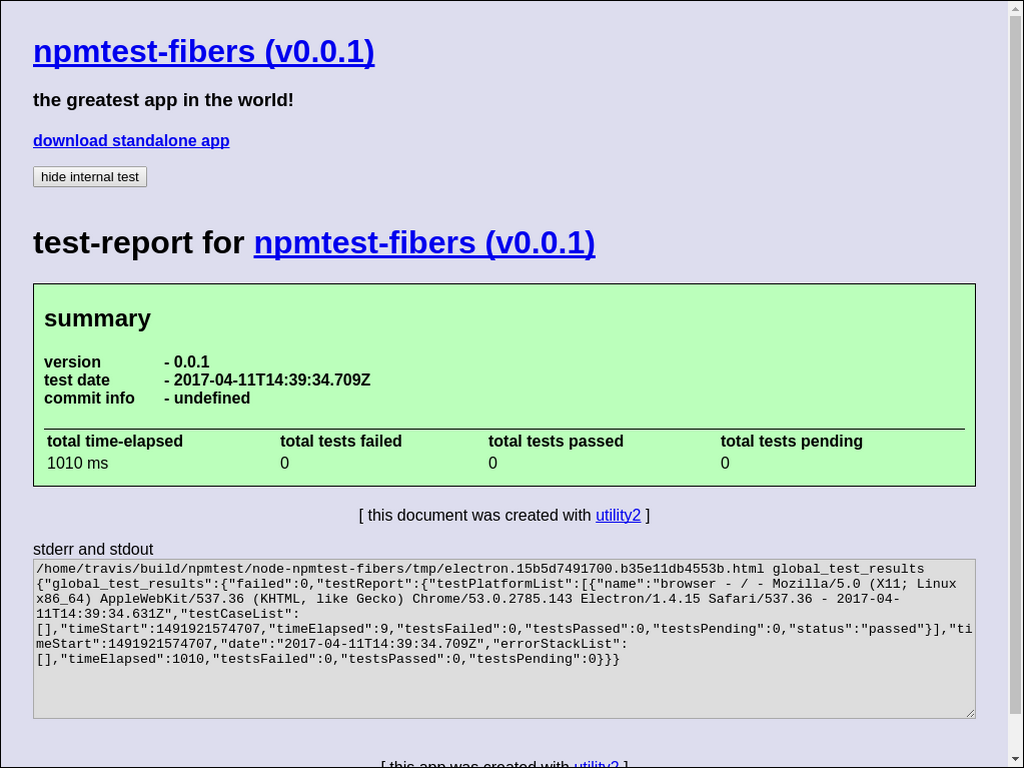 npmtest-fibers (v0.0.1)
the greatest app in the world!
download standalone app
hide internal test
test-report for npmtest-fibers (v0.0.1)
summary
version - 0.0.1
test date - 2017-04-11T14:39:34.709Z
commit info - undefined
total time-elapsed total tests failed total tests passed total tests pending
1010 ms 0 0 0
[ this document was created with utility2 ]
stderr and stdout
/home/travis/build/npmtest/node-npmtest-fibers/tmp/electron.15b5d7491700.b35e11db4553b.html global_test_results
{"global_test_results":{"failed":0,"testReport":{"testPlatformList":[{"name":"browser - / - Mozilla/5.0 (X11; Linux
x86_64) AppleWebKit/537.36 (KHTML, like Gecko) Chrome/53.0.2785.143 Electron/1.4.15 Safari/537.36 - 2017-04-
11T14:39:34.631Z","testCaseList":
[],"timeStart":1491921574707,"timeElapsed":9,"testsFailed":0,"testsPassed":0,"testsPending":0,"status":"passed"}],"ti
meStart":1491921574707,"date":"2017-04-11T14:39:34.709Z","errorStackList":
[],"timeElapsed":1010,"testsFailed":0,"testsPassed":0,"testsPending":0}}}
[ this app was created with utility2 ]